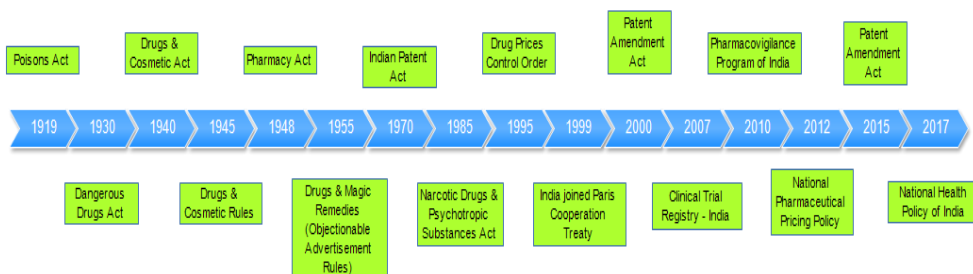 Poisons Act
Drugs &
Cosmetic Act
Pharmacy Act
Indian Patent
Act
Drug Prices
Control Order
Patent
Amendment
Act
Pharmacovigilance
Program of India
Patent
Amendment
Act
1919
1930
1940
1945
1948
1955
1970
1985
1995
1999
2000
2007
2010
2012
2015
2017
Dangerous
Drugs Act
Drugs &
Cosmetic Rules
Drugs & Magic
Remedies
(Objectionable
Advertisement
Rules)
Narcotic Drugs &
Psychotropic
Substances Act
India joined Paris
Cooperation
Treaty
Clinical Trial
Registry - India
National
Pharmaceutical
Pricing Policy
National Health
Policy of India